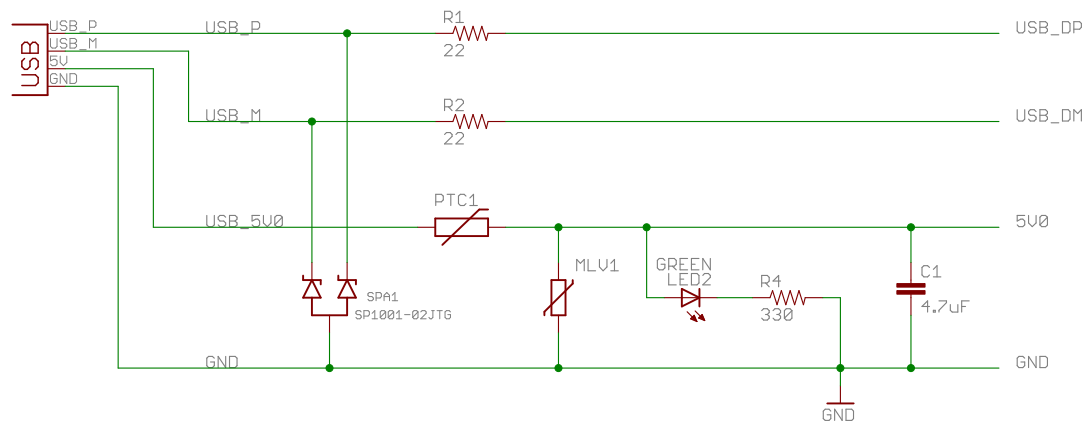 USB
USB_P
USB_M
5V
GND
USB_P
R1
22
USB_DP
USB_M
R2
22
USB_DM
USB_5V0
PTC1
5V0
MLV1
GREEN
LED2
R4
330
C1
4.7uF
SPA1
SP1001-02JTG
GND
GND
GND